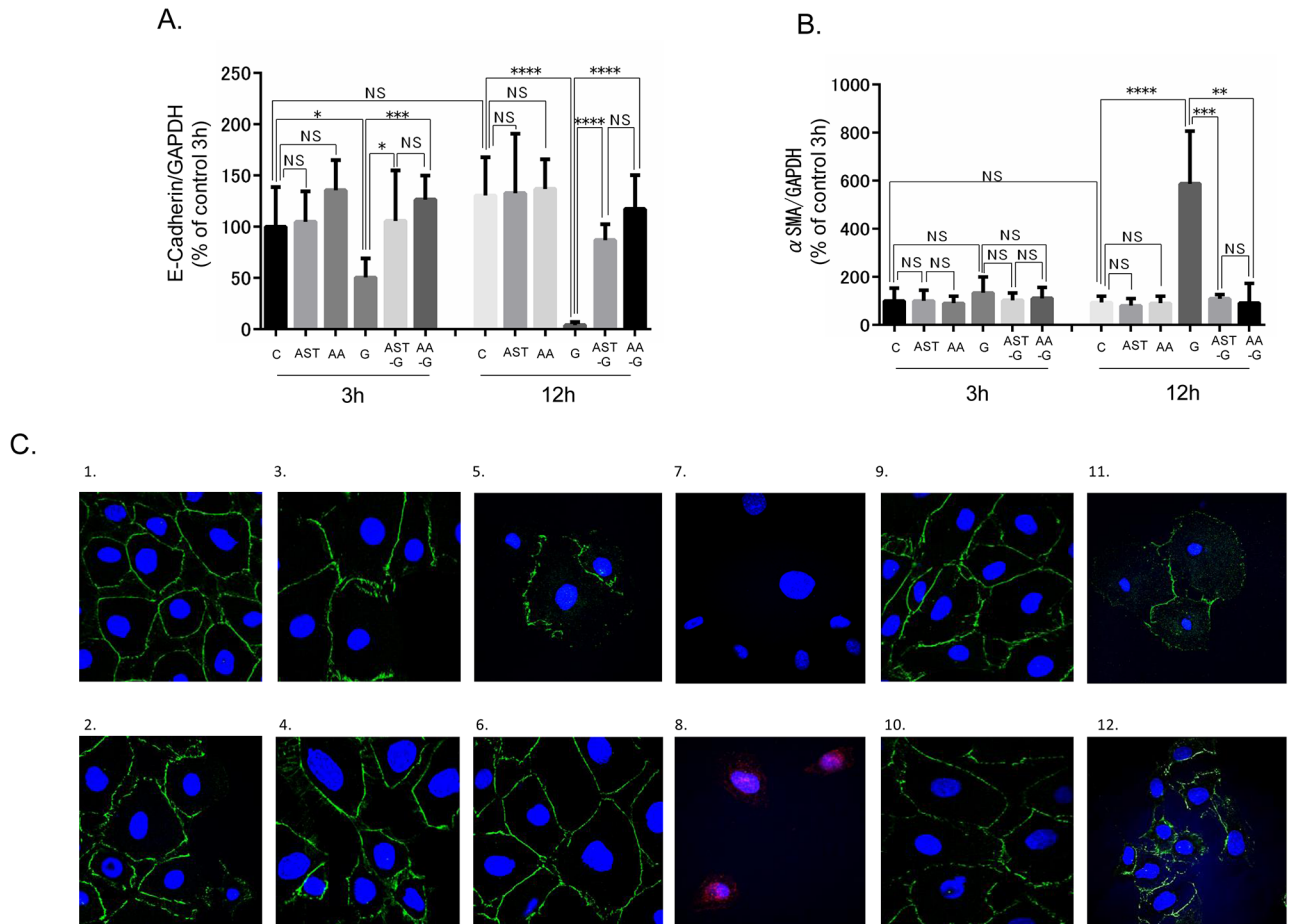 A.
E-Cadherin/GAPDH
(% of control 3h)
250
200
150
100
50
0
NS
*
NS
NS
***
*
NS
****
NS
NS
****
****
NS
C
AST
AA
G
AST
-G
AA
-G
C
AST
AA
G
AST
-G
AA
-G
3h
12h
B.
α SMA/GAPDH
(% of control 3h)
1000
800
600
400
200
0
NS
NS
NS
NS
NS
NS
NS
****
NS
NS
**
***
NS
C
AST
AA
G
AST
-G
AA
-G
C
AST
AA
G
AST
-G
AA
-G
3h
12h
C.
1.
3.
5.
7.
9.
11.
2.
4.
6.
8.
10.
12.